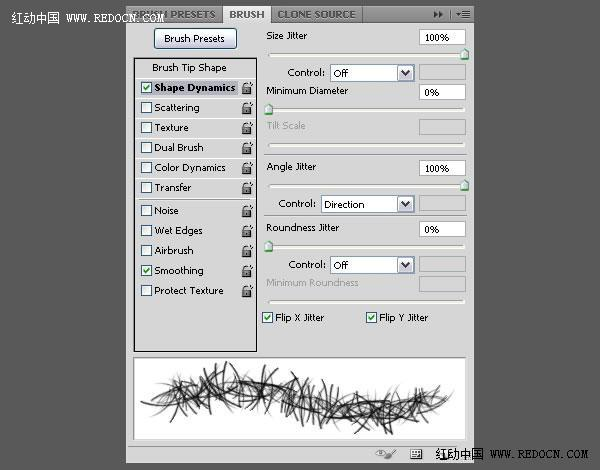 红动中国 WWW.REDOCN.COM
BRUSH PRESETS BRUSH CLONE SOURCE
Brush Presets
Brush Tip Shape
Shape Dynamics
Scattering
Texture
Dual Brush
Color Dynamics
Transfer
Noise
Wet Edges
Airbrush
Smoothing
Protect Texture
Size Jitter 100%
Control: Off
Minimum Diameter 0%
Tilt Scale
Angle Jitter 100%
Control: Direction
Roundness Jitter 0%
Control: Off
Minimum Roundness
Flip X Jitter Flip Y Jitter
红动中国 WWW.REDOCN.COM